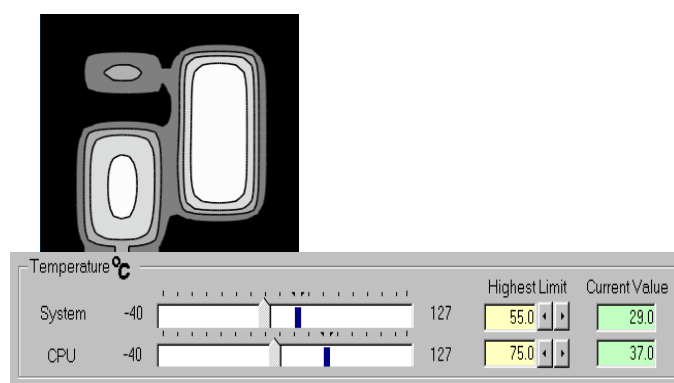 Temperature °C
Highest Limit Current Value
System -40 127 55.0 29.0
CPU -40 127 75.0 37.0